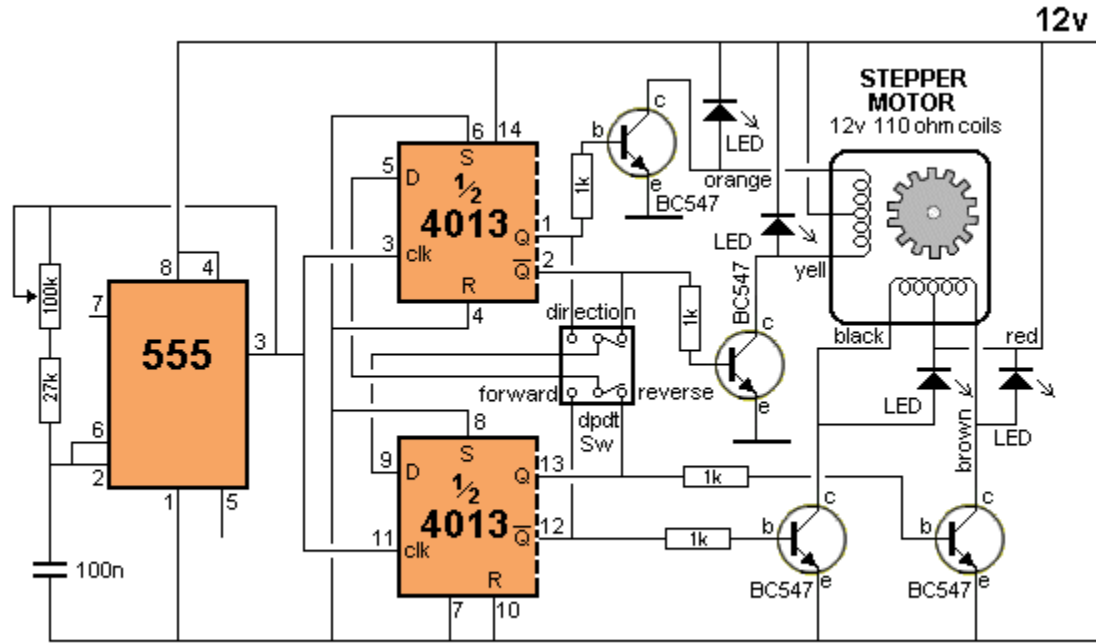 12v
STEPPER
MOTOR
12v 110 ohm coils
c
b
e
BC547
LED
orange
1k
6 14
S
5 D
½
4013
1
Q
3 clk
2
Q̅
R
4
LED
yell
BC547
1k
c
b
e
black
red
LED
brown
LED
100k
8
4
7
555
3
27k
6
2
1
5
100n
direction
forward
reverse
dpdt
Sw
8
S
9 D
½
4013
13
Q
1k
12
Q̅
1k
11 clk
R
7
10
c
b
e
BC547
c
b
e
BC547